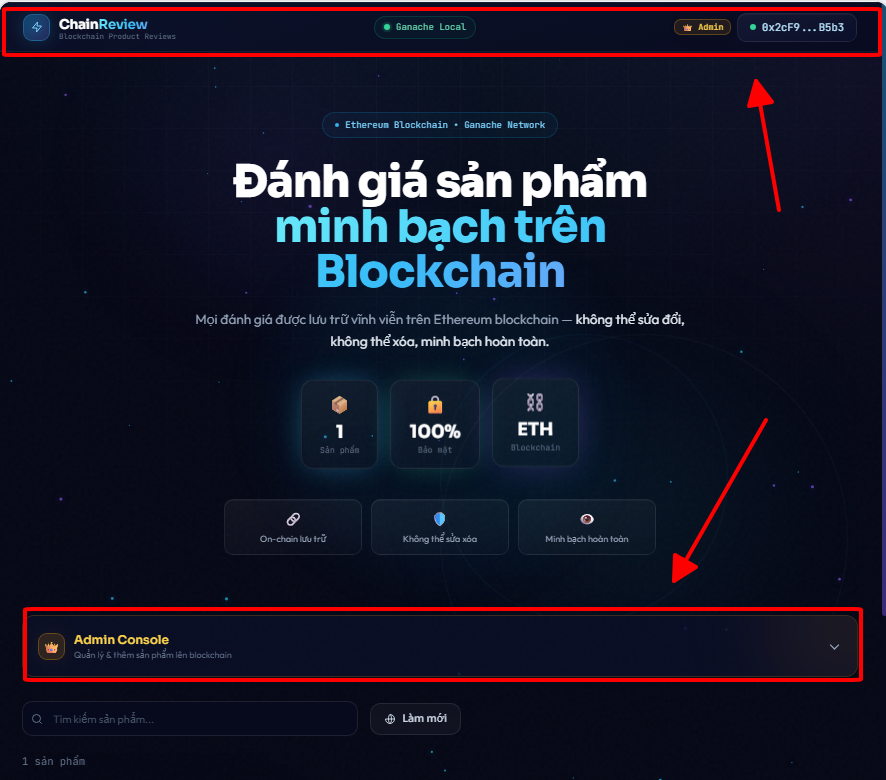 ChainReview
Blockchain Product Reviews
Ganache Local
Admin
0x2cF9...B5b3
Ethereum Blockchain • Ganache Network
Đánh giá sản phẩm
minh bạch trên
Blockchain
Mọi đánh giá được lưu trữ vĩnh viễn trên Ethereum blockchain — không thể sửa đổi,
không thể xóa, minh bạch hoàn toàn.
1
Sản phẩm
100%
Bảo mật
ETH
Blockchain
On-chain lưu trữ
Không thể sửa xóa
Minh bạch hoàn toàn
Admin Console
Quản lý & thêm sản phẩm lên blockchain
Tìm kiếm sản phẩm...
Làm mới
1 sản phẩm